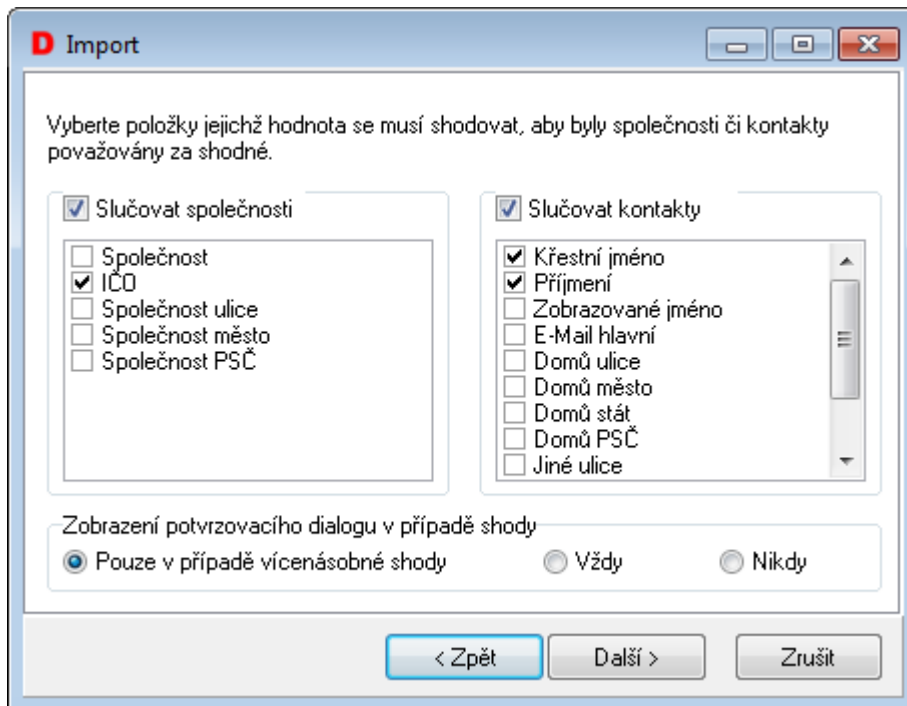 D Import
Vyberte položky jejichž hodnota se musí shodovat, aby byly společnosti či kontakty
považovány za shodné.
Slučovat společnosti
Společnost
IČO
Společnost ulice
Společnost město
Společnost PSČ
Slučovat kontakty
Křestní jméno
Příjmení
Zobrazované jméno
E-Mail hlavní
Domů ulice
Domů město
Domů stát
Domů PSČ
Jiné ulice
Zobrazení potvrzovacího dialogu v případě shody
Pouze v případě vícenásobné shody
Vždy
Nikdy
< Zpět
Další >
Zrušit